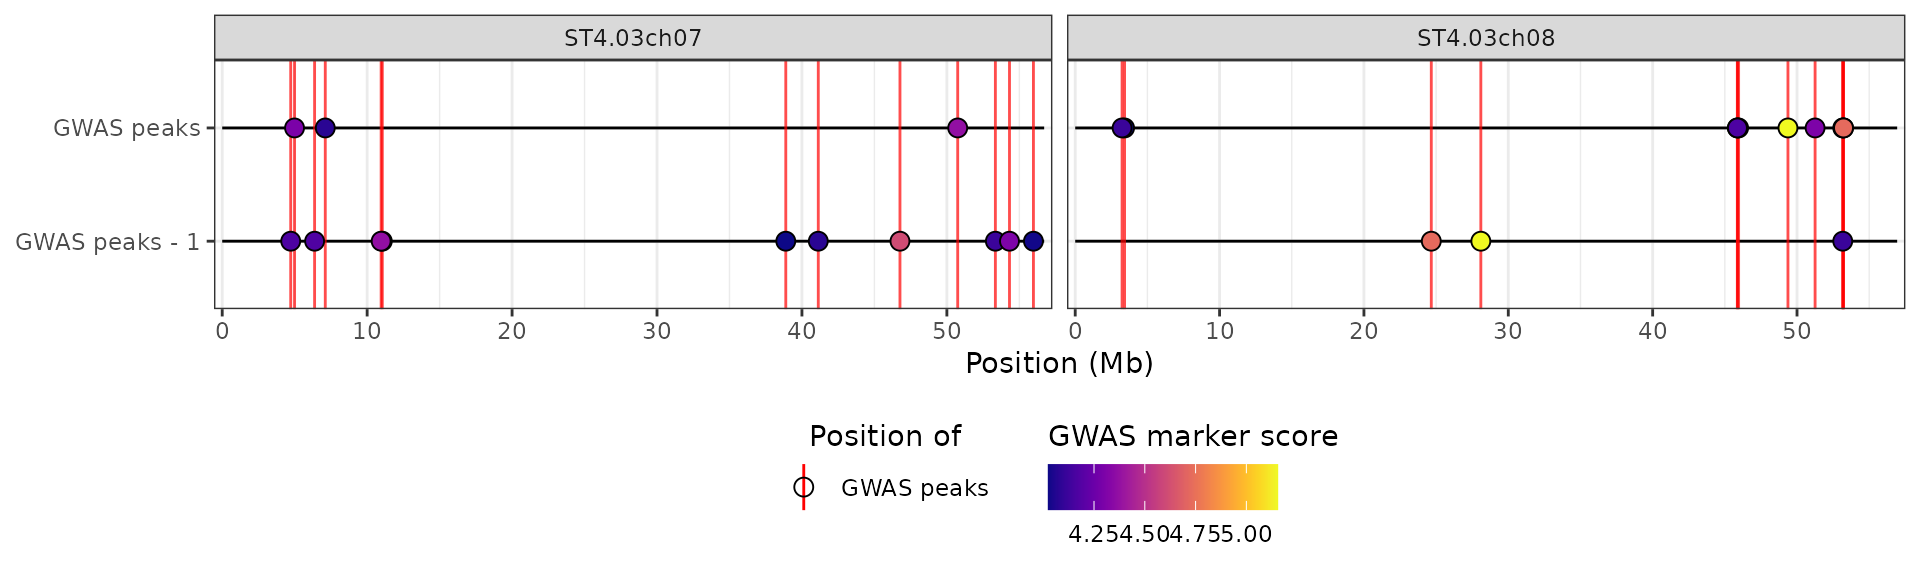 ST4.03ch07 ST4.03ch08
GWAS peaks
GWAS peaks - 1
0 10 20 30 40 50 0 10 20 30 40 50
Position (Mb)
Position of GWAS marker score
GWAS peaks
4.254.504.755.00